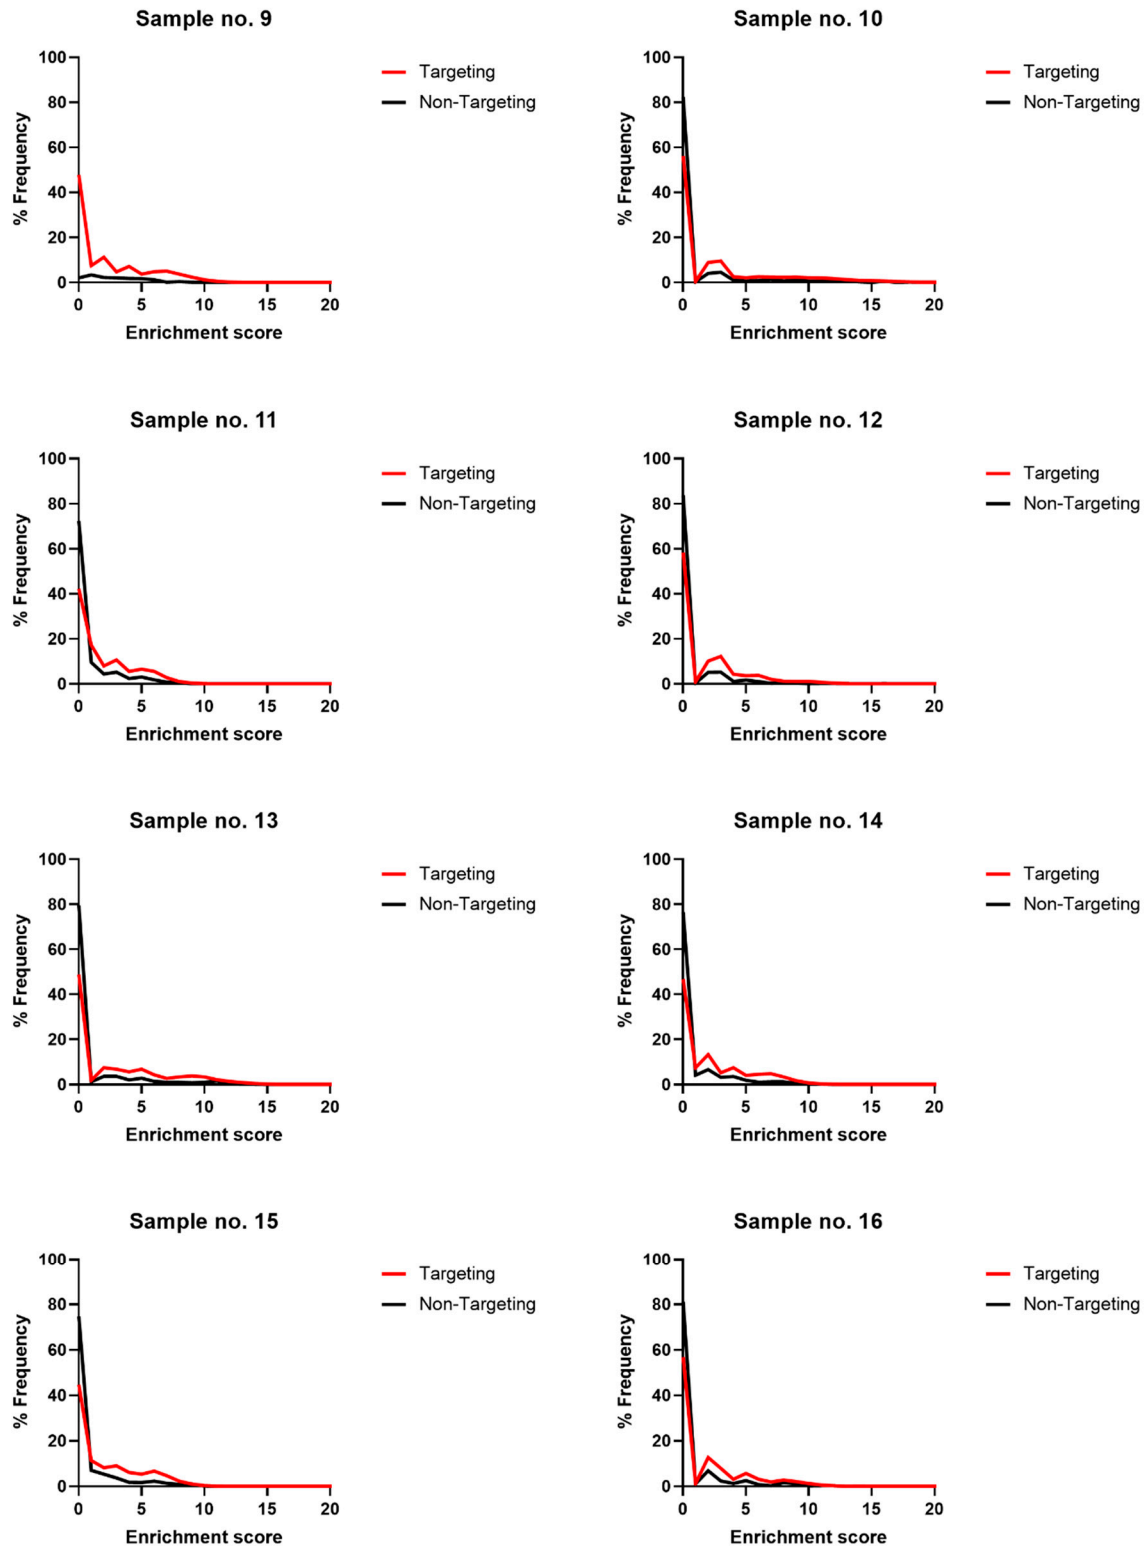 Sample no. 9
100
80
60
40
20
0
% Frequency
0 5 10 15 20
Enrichment score
Targeting
Non-Targeting
Sample no. 10
100
80
60
40
20
0
% Frequency
0 5 10 15 20
Enrichment score
Targeting
Non-Targeting
Sample no. 11
100
80
60
40
20
0
% Frequency
0 5 10 15 20
Enrichment score
Targeting
Non-Targeting
Sample no. 12
100
80
60
40
20
0
% Frequency
0 5 10 15 20
Enrichment score
Targeting
Non-Targeting
Sample no. 13
100
80
60
40
20
0
% Frequency
0 5 10 15 20
Enrichment score
Targeting
Non-Targeting
Sample no. 14
100
80
60
40
20
0
% Frequency
0 5 10 15 20
Enrichment score
Targeting
Non-Targeting
Sample no. 15
100
80
60
40
20
0
% Frequency
0 5 10 15 20
Enrichment score
Targeting
Non-Targeting
Sample no. 16
100
80
60
40
20
0
% Frequency
0 5 10 15 20
Enrichment score
Targeting
Non-Targeting